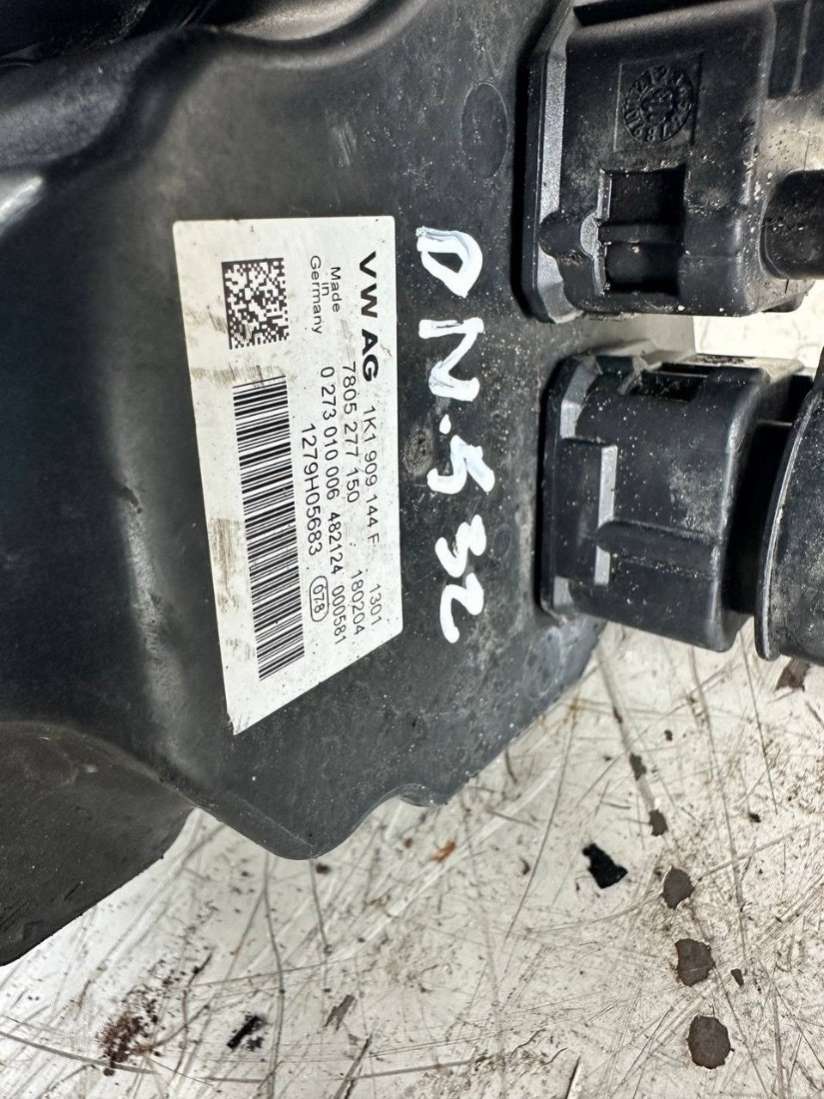 VW AG 1K1 909 144 F 1301
Made in Germany
7805 277 150 180204
0 273 010 006 482124 000581
1279H05683 078
DN.532